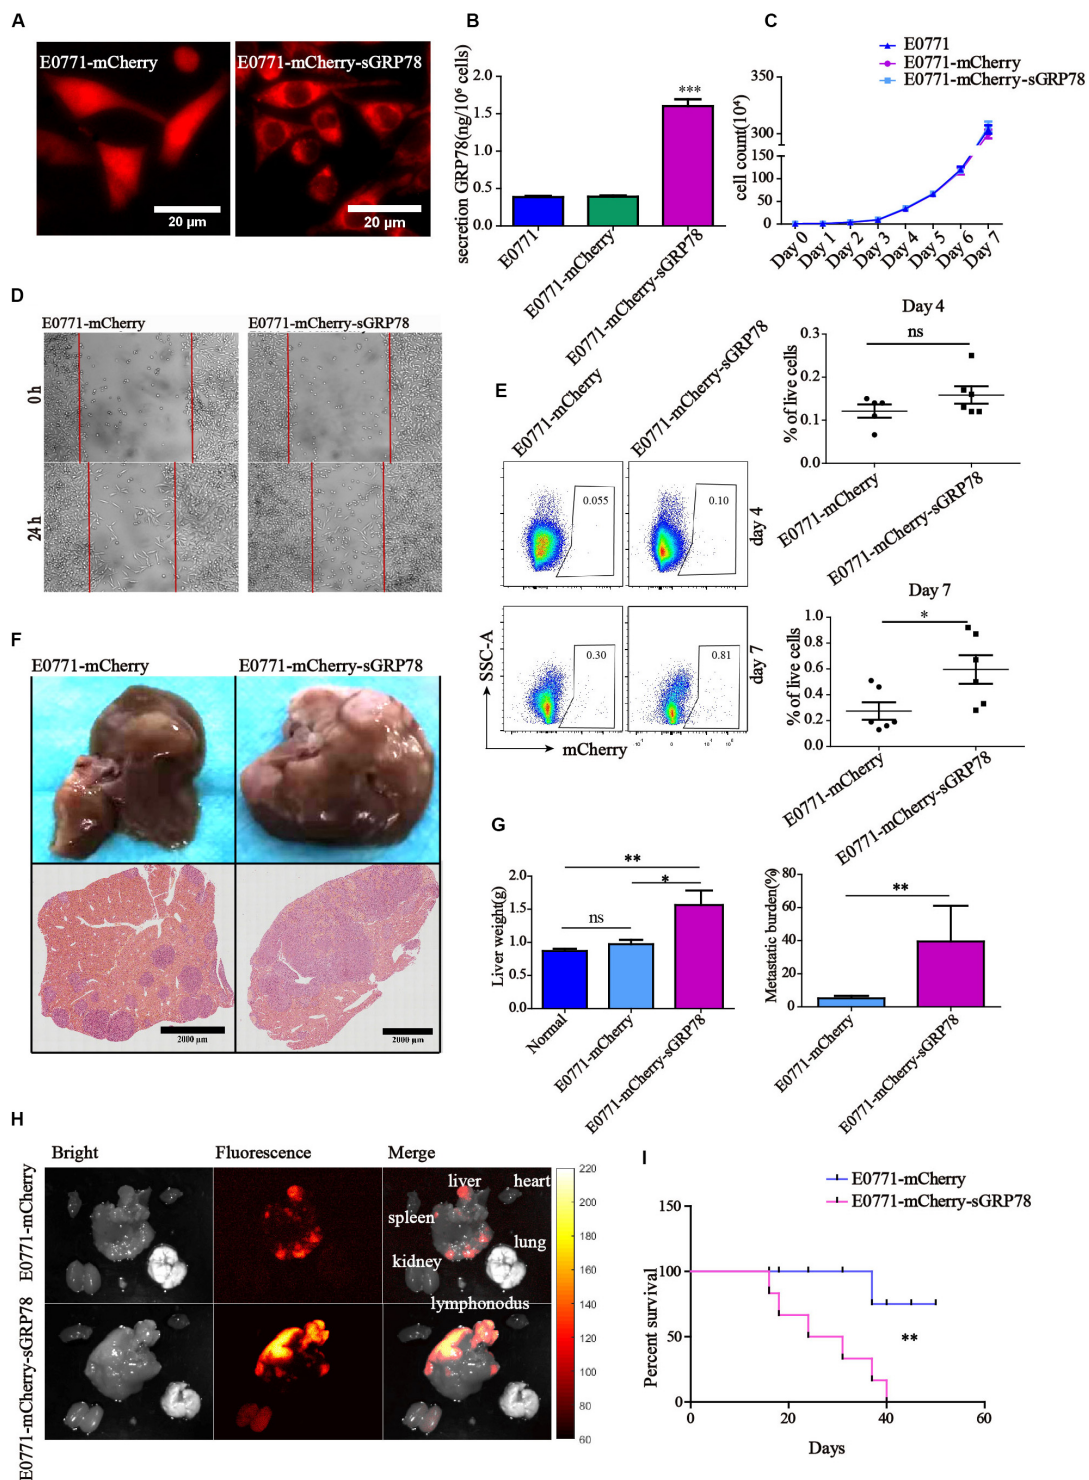 A
E0771-mCherry
E0771-mCherry-sGRP78
20 μm
20 μm
B
secretion GRP78(ng/10⁶ cells)
2.0
1.5
1.0
0.5
0.0
***
E0771
E0771-mCherry
E0771-mCherry-sGRP78
C
E0771
E0771-mCherry
E0771-mCherry-sGRP78
cell count(10⁴)
350
300
150
100
50
0
Day 0
Day 1
Day 2
Day 3
Day 4
Day 5
Day 6
Day 7
D
E0771-mCherry
E0771-mCherry-sGRP78
0 h
24 h
E
E0771-mCherry
E0771-mCherry-sGRP78
0.055
0.10
day 4
0.30
0.81
day 7
SSC-A
mCherry
Day 4
ns
% of live cells
0.3
0.2
0.1
0.0
E0771-mCherry
E0771-mCherry-sGRP78
Day 7
*
% of live cells
1.0
0.8
0.6
0.4
0.2
0.0
E0771-mCherry
E0771-mCherry-sGRP78
F
E0771-mCherry
E0771-mCherry-sGRP78
2000 μm
2000 μm
G
Liver weight(g)
2.0
1.5
1.0
0.5
0.0
**
*
ns
Normal
E0771-mCherry
E0771-mCherry-sGRP78
Metastatic burden(%)
80
60
40
20
0
**
E0771-mCherry
E0771-mCherry-sGRP78
H
Bright
Fluorescence
Merge
E0771-mCherry
E0771-mCherry-sGRP78
liver
heart
spleen
lung
kidney
lymphonodus
220
200
180
160
140
120
100
80
60
I
E0771-mCherry
E0771-mCherry-sGRP78
Percent survival
150
100
50
0
**
0
20
40
60
Days